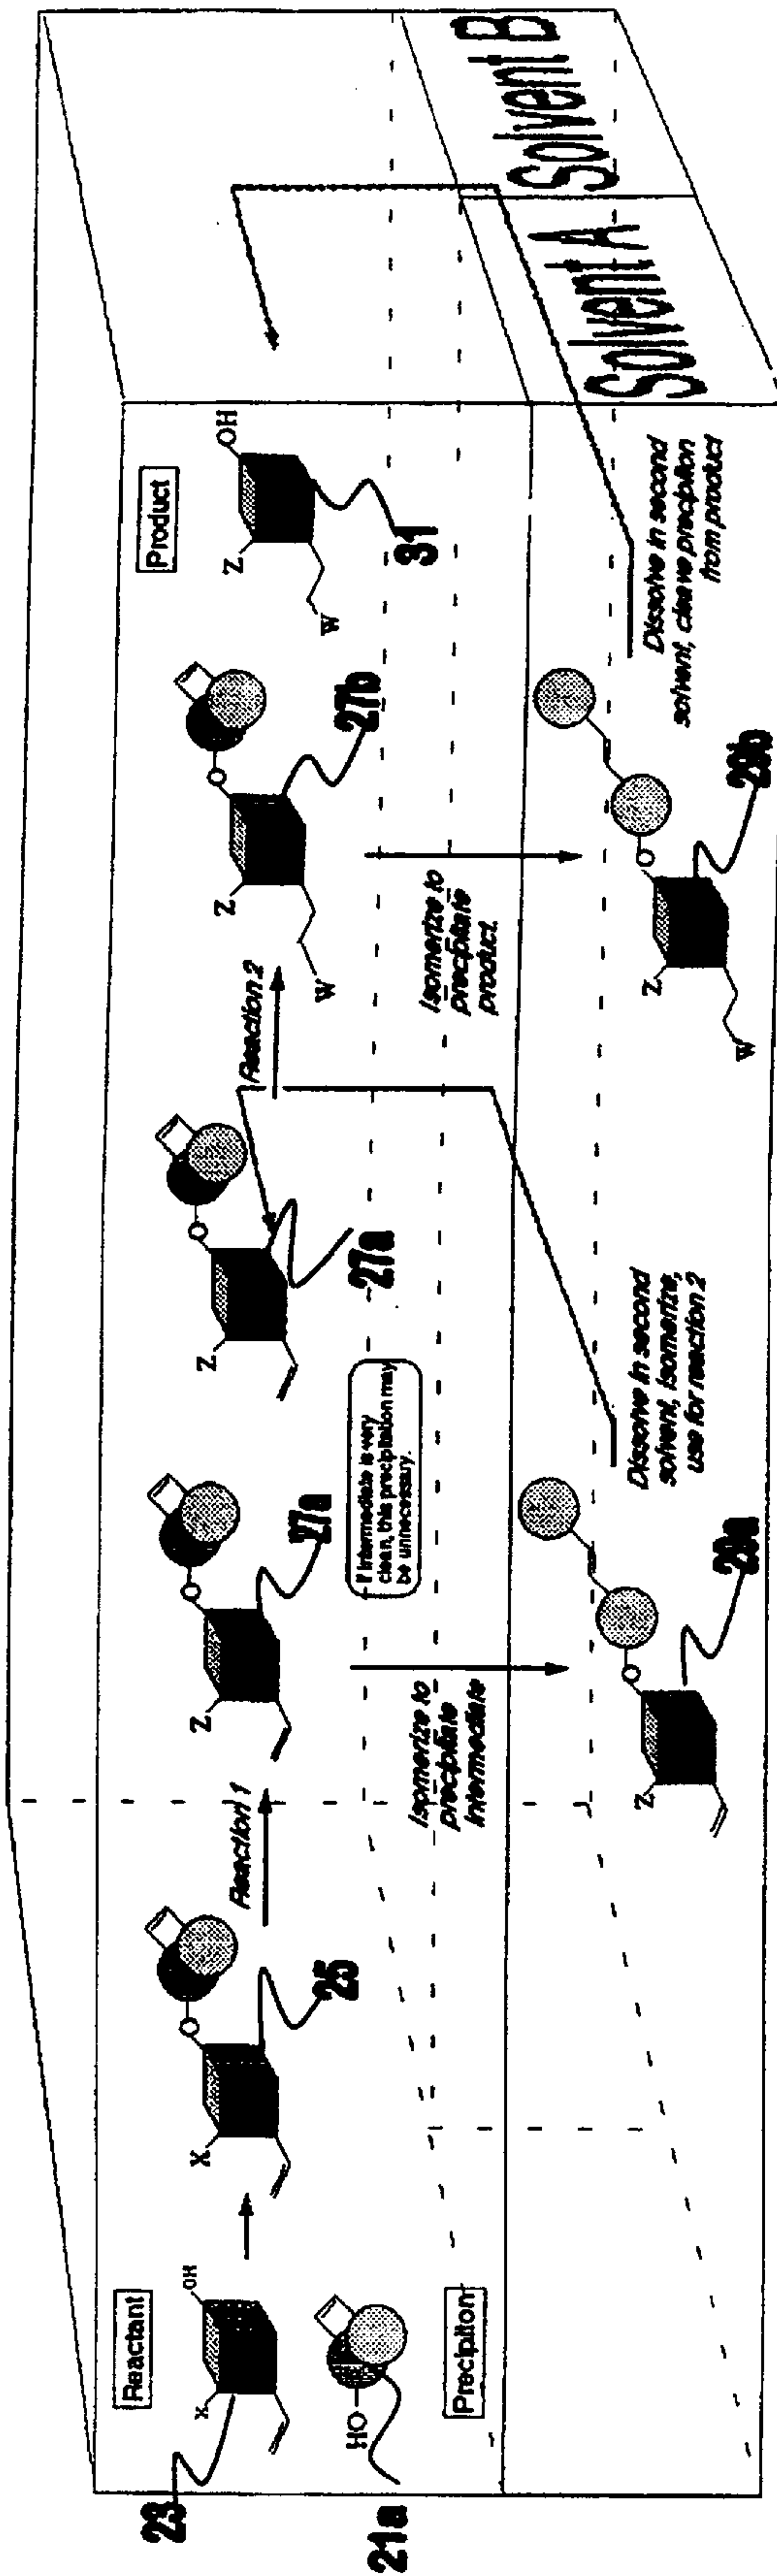 Reactant
X
OH
23
HO
21a
Precipiton
X
O
25
Reaction 1
Z
O
27a
If intermediate is very
clean, this precipitation may
be unnecessary.
Isomerize to
precipitate
intermediate
Z
O
29a
Dissolve in second
solvent, isomerize,
use for reaction 2
Z
O
27a
Reaction 2
Z
O
W
27b
Isomerize to
precipitate
product.
Z
O
W
29b
Dissolve in second
solvent, cleave precipiton
from product
Product
Z
OH
W
31
Solvent A
Solvent B